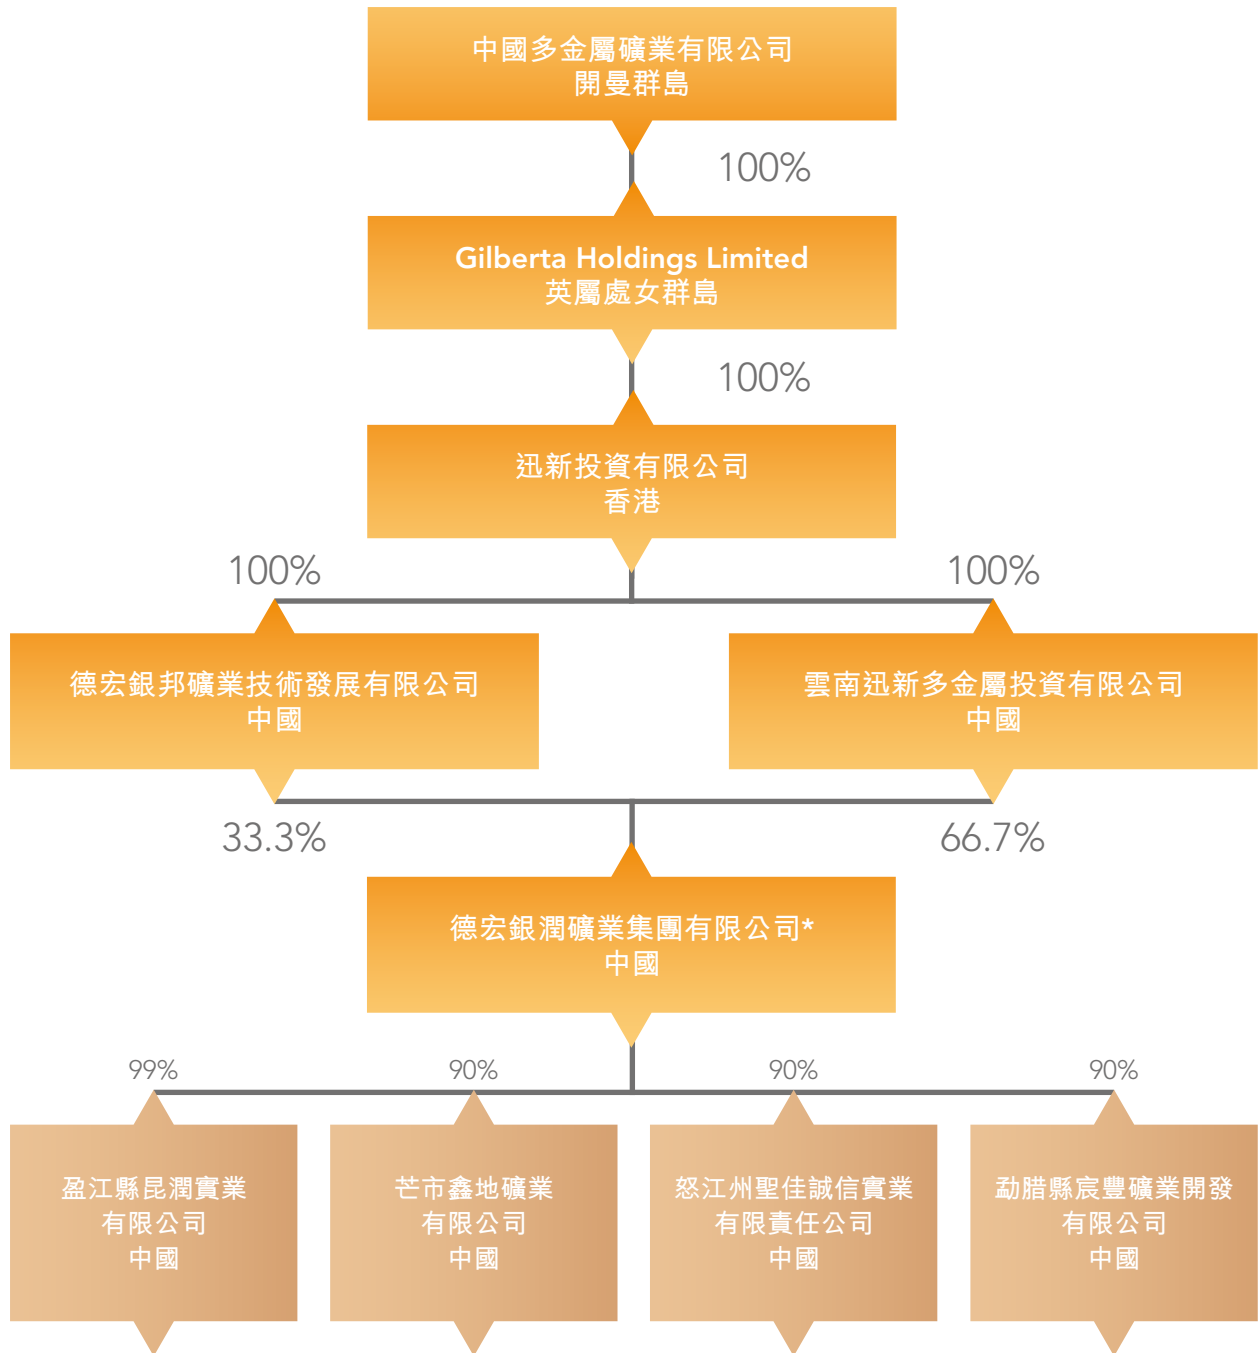 中國多金屬礦業有限公司
開曼群島
100%
Gilberta Holdings Limited
英屬處女群島
100%
迅新投資有限公司
香港
100%
100%
德宏銀邦礦業技術發展有限公司
中國
雲南迅新多金屬投資有限公司
中國
33.3%
66.7%
德宏銀潤礦業集團有限公司*
中國
99%
90%
90%
90%
盈江縣昆潤實業
有限公司
中國
芒市鑫地礦業
有限公司
中國
怒江州聖佳誠信實業
有限責任公司
中國
勐腊縣宸豐礦業開發
有限公司
中國